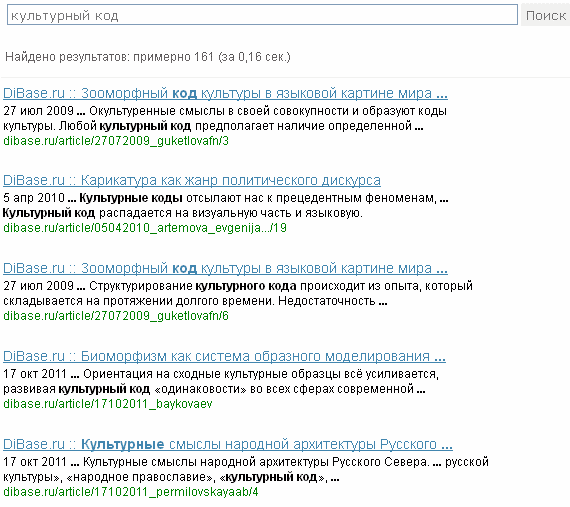 культурный код
Поиск
Найдено результатов: примерно 161 (за 0,16 сек.)
DiBase.ru :: Зооморфный код культуры в языковой картине мира ...
27 июл 2009 ... Окультуренные смыслы в своей совокупности и образуют коды
культуры. Любой культурный код предполагает наличие определенной ...
dibase.ru/article/27072009_guketlovafn/3
DiBase.ru :: Карикатура как жанр политического дискурса
5 апр 2010 ... Культурные коды отсылают нас к прецедентным феноменам, ...
Культурный код распадается на визуальную часть и языковую.
dibase.ru/article/05042010_artemova_evgenija.../19
DiBase.ru :: Зооморфный код культуры в языковой картине мира ...
27 июл 2009 ... Структурирование культурного кода происходит из опыта, который
складывается на протяжении долгого времени. Недостаточность ...
dibase.ru/article/27072009_guketlovafn/6
DiBase.ru :: Биоморфизм как система образного моделирования ...
17 окт 2011 ... Ориентация на сходные культурные образцы всё усиливается,
развивая культурный код «одинаковости» во всех сферах современной ...
dibase.ru/article/17102011_baykovaev
DiBase.ru :: Культурные смыслы народной архитектуры Русского ...
17 окт 2011 ... Культурные смыслы народной архитектуры Русского Севера. ... русской
культуры», «народное православие», «культурный код», ...
dibase.ru/article/17102011_permilovskayaab/4